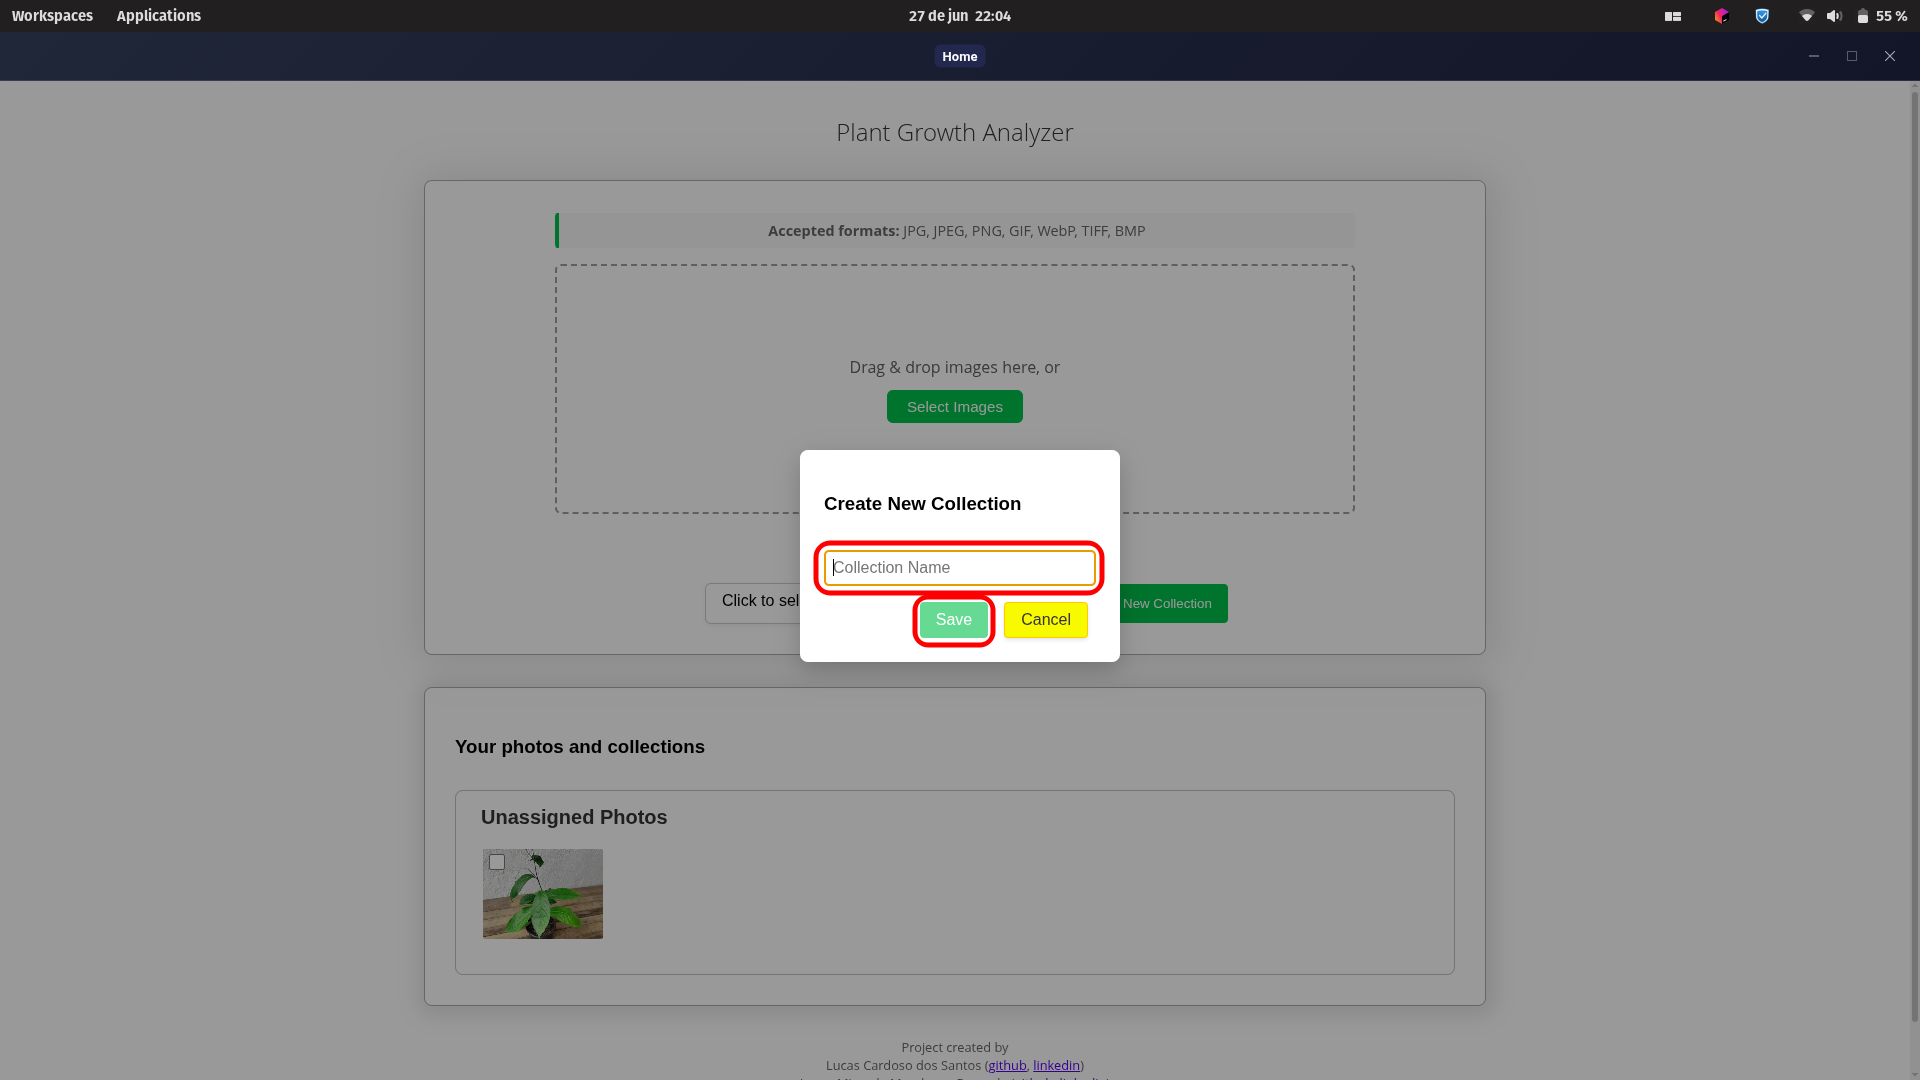 Workspaces Applications 27 de jun 22:04 55 %
Home
Plant Growth Analyzer
Accepted formats: JPG, JPEG, PNG, GIF, WebP, TIFF, BMP
Drag & drop images here, or
Select Images
Create New Collection
Collection Name
Click to sel
New Collection
Save Cancel
Your photos and collections
Unassigned Photos
Project created by
Lucas Cardoso dos Santos (github, linkedin)